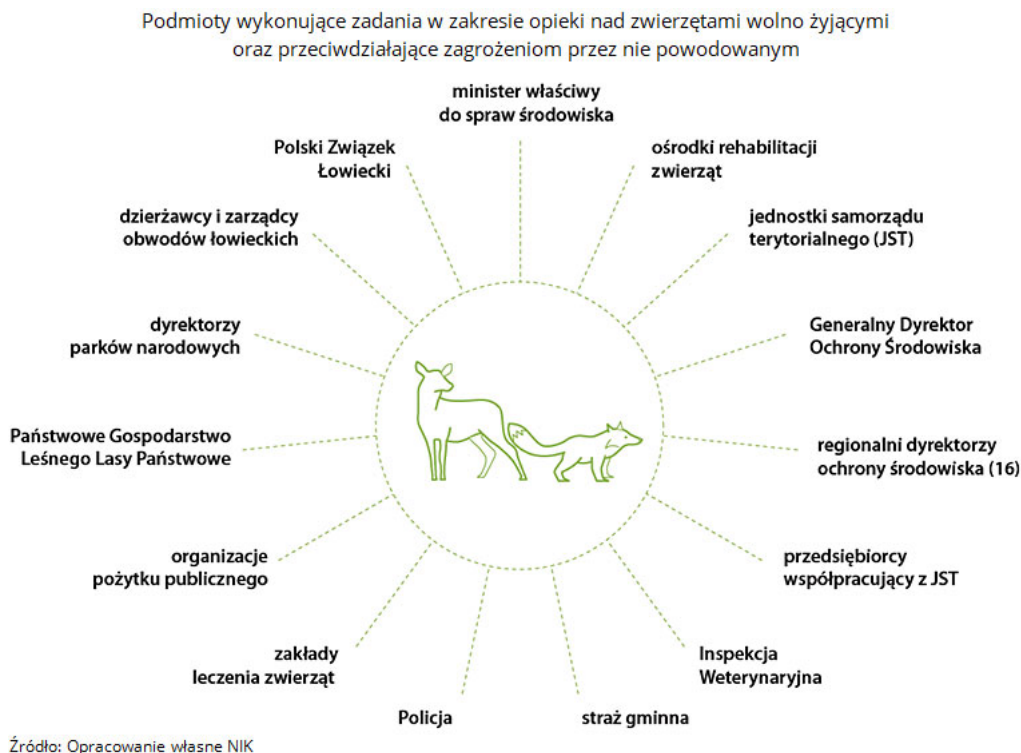 Podmioty wykonujące zadania w zakresie opieki nad zwierzętami wolno żyjącymi
oraz przeciwdziałające zagrożeniom przez nie powodowanym
minister właściwy
do spraw środowiska
ośrodki rehabilitacji
zwierząt
jednostki samorządu
terytorialnego (JST)
Generalny Dyrektor
Ochrony Środowiska
regionalni dyrektorzy
ochrony środowiska (16)
przedsiębiorcy
współpracujący z JST
Inspekcja
Weterynaryjna
straż gminna
Policja
zakłady
leczenia zwierząt
organizacje
pożytku publicznego
Państwowe Gospodarstwo
Leśnego Lasy Państwowe
dyrektorzy
parków narodowych
dzierżawcy i zarządcy
obwodów łowieckich
Polski Związek
Łowiecki
Źródło: Opracowanie własne NIK